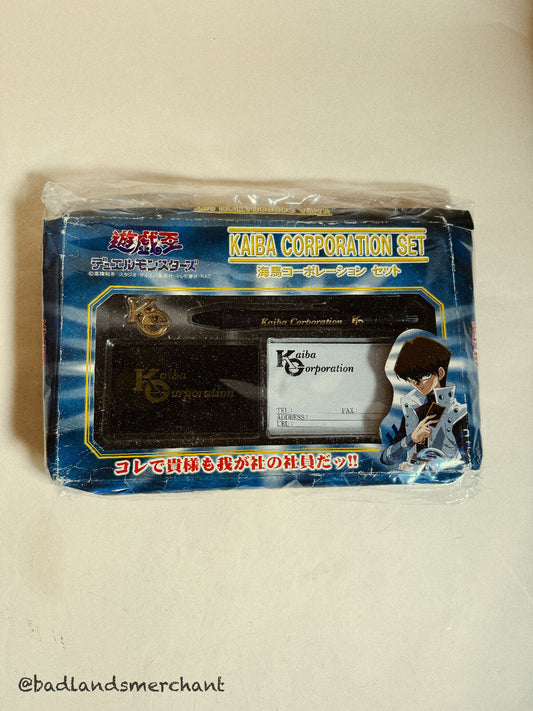 遊戯王
デュエルモンスターズ
KAIBA CORPORATION SET
海馬コーポレーション セット
KC
Kaiba Corporation KC
Kaiba
Corporation
Kaiba
Corporation
TEL: FAX
ADDRESS:
URL:
コレで貴様も我が社の社員だッ!!
@badlandsmerchant